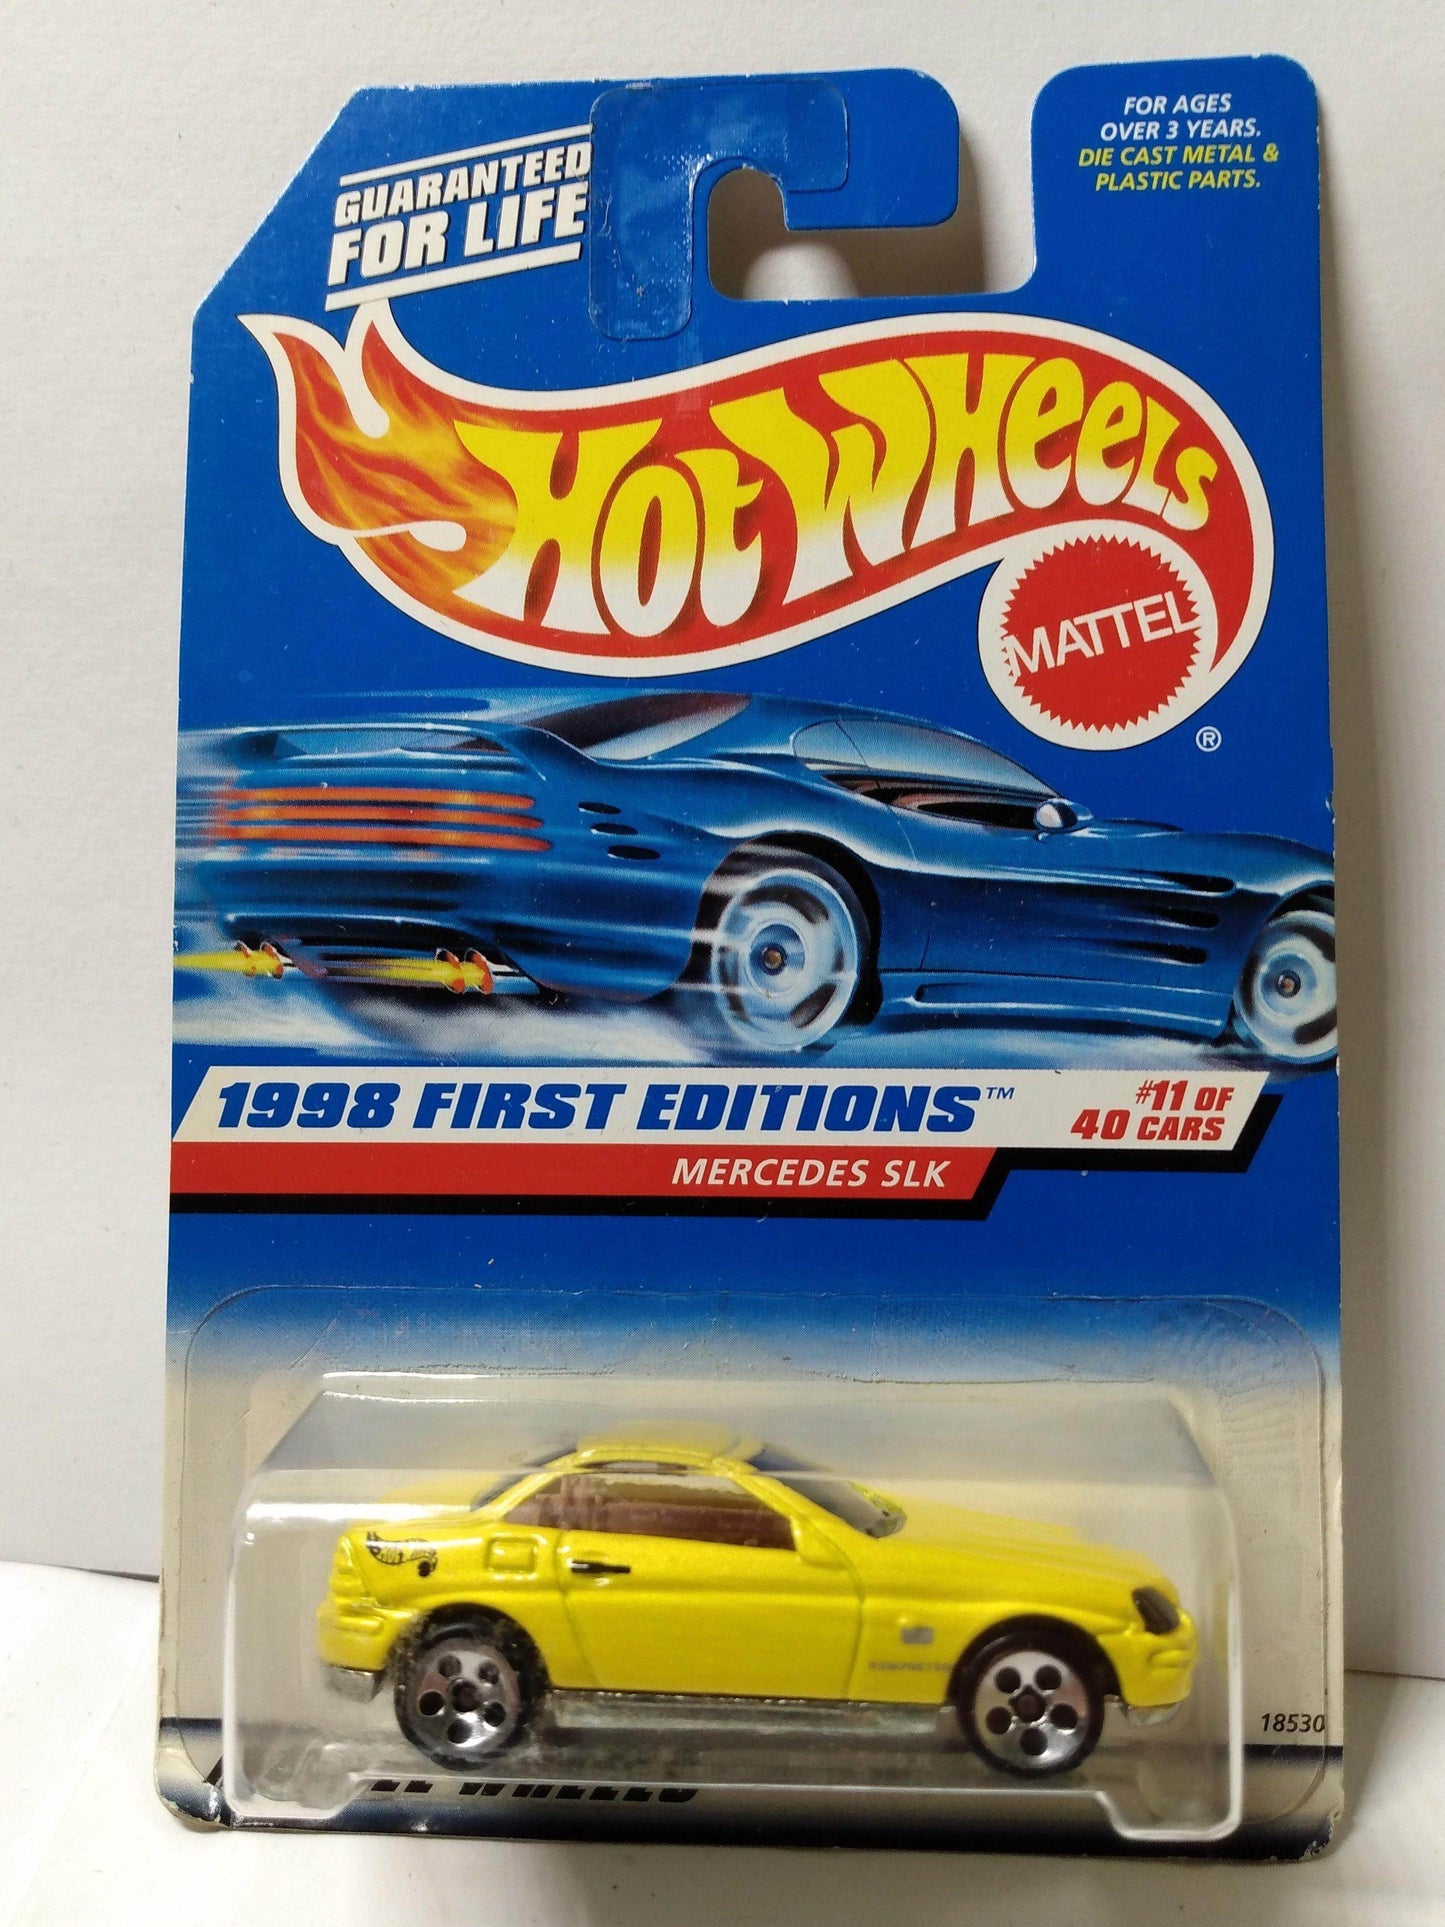 GUARANTEED
FOR LIFE
FOR AGES
OVER 3 YEARS.
DIE CAST METAL &
PLASTIC PARTS.
HOT WHEELS
MATTEL
®
1998 FIRST EDITIONS™
#11 OF
40 CARS
MERCEDES SLK
18530
WHEELS